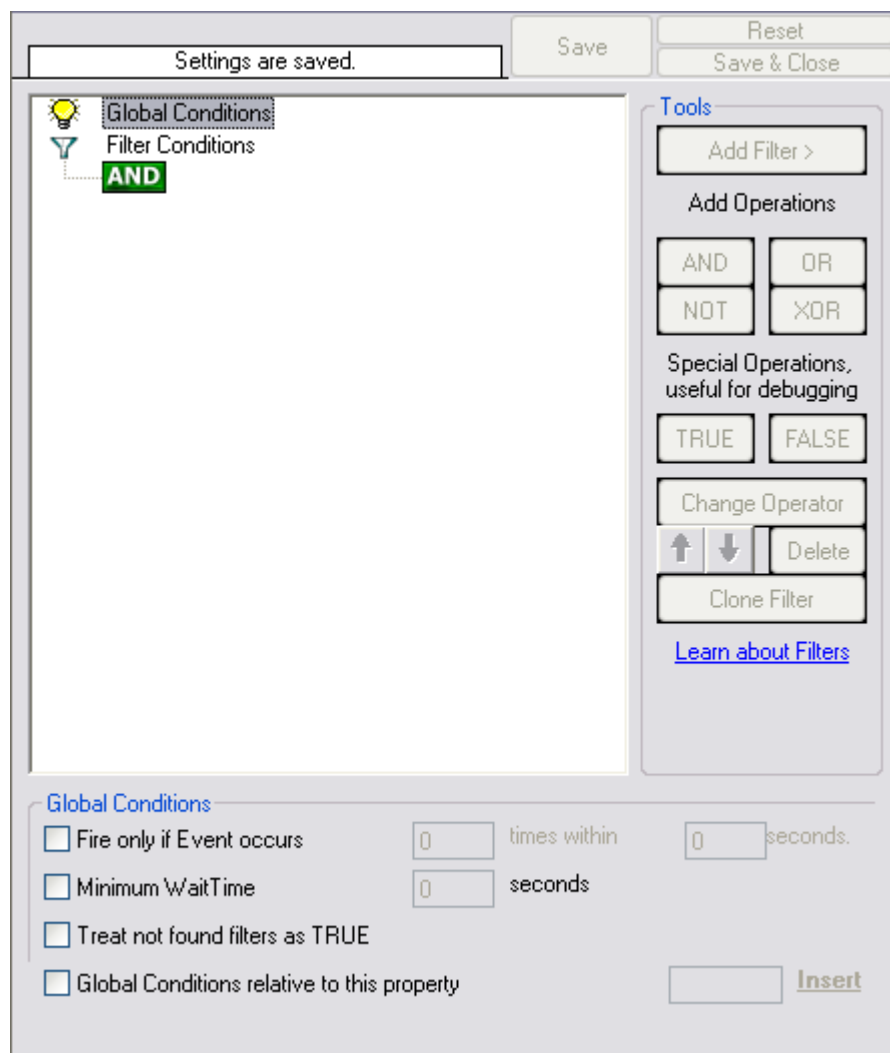 Settings are saved.
Save
Reset
Save & Close
Global Conditions
Filter Conditions
AND
Tools
Add Filter >
Add Operations
AND
OR
NOT
XOR
Special Operations,
useful for debugging
TRUE
FALSE
Change Operator
Delete
Clone Filter
Learn about Filters
Global Conditions
Fire only if Event occurs 0 times within 0 seconds.
Minimum WaitTime 0 seconds
Treat not found filters as TRUE
Global Conditions relative to this property Insert